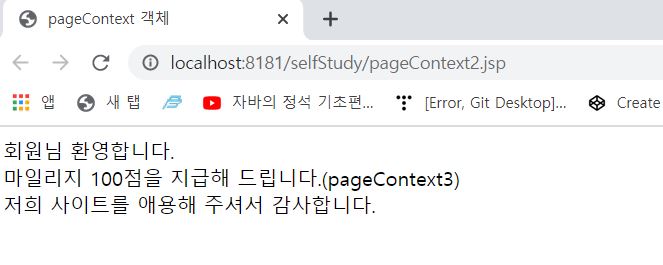 pageContext 객체
localhost:8181/selfStudy/pageContext2.jsp
앱 새 탭 자바의 정석 기초편... [Error, Git Desktop]... Create
회원님 환영합니다.
마일리지 100점을 지급해 드립니다.(pageContext3)
저희 사이트를 애용해 주셔서 감사합니다.